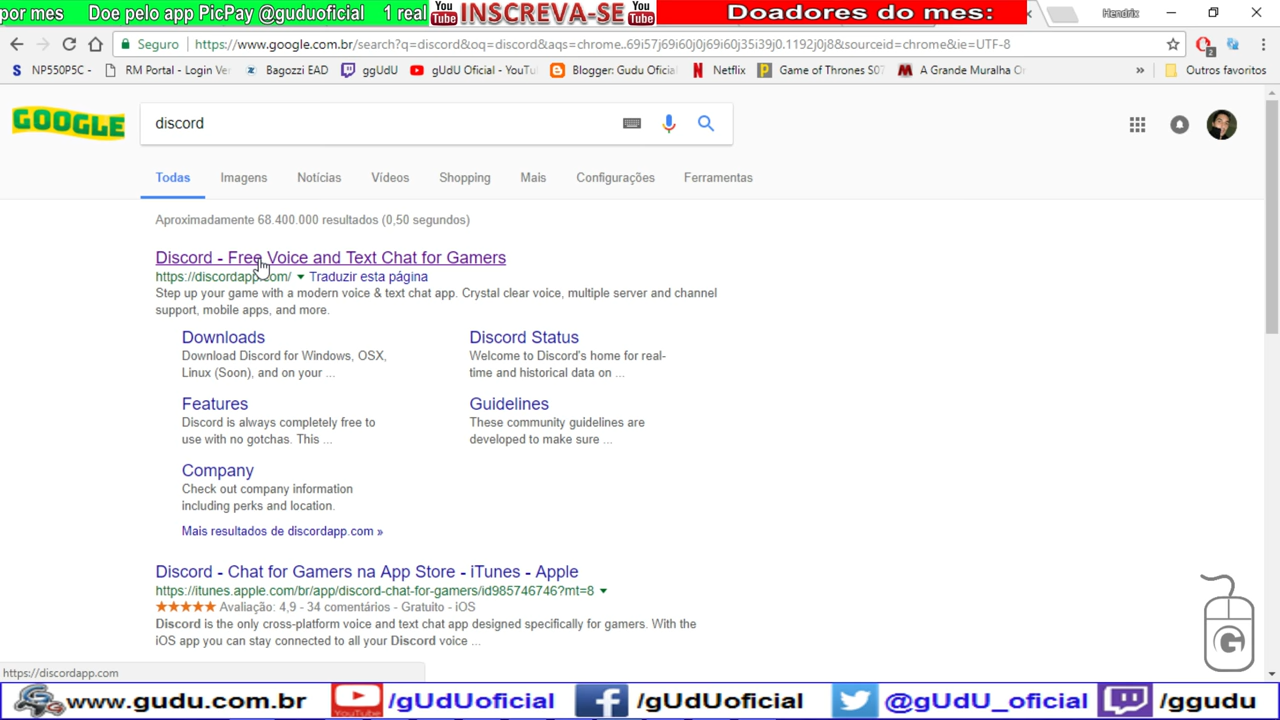 por mes Doe pelo app PicPay @guduoficial 1 real
You Tube INSCREVA-SE You Tube
Doadores do mes:
Hendrix
Seguro https://www.google.com.br/search?q=discord&oq=discord&aqs=chrome..69i57j69i60j0j69i60j35i39j0.1192j0j8&sourceid=chrome&ie=UTF-8
2
S NP550P5C - RM Portal - Login Ve Bagozzi EAD ggUdU gUdU Oficial - YouTu Blogger: Gudu Oficia Netflix Game of Thrones S07 A Grande Muralha O » Outros favoritos
GOOGLE
discord
Todas Imagens Notícias Vídeos Shopping Mais Configurações Ferramentas
Aproximadamente 68.400.000 resultados (0,50 segundos)
Discord - Free Voice and Text Chat for Gamers
https://discordapp.com/ Traduzir esta página
Step up your game with a modern voice & text chat app. Crystal clear voice, multiple server and channel
support, mobile apps, and more.
Downloads
Download Discord for Windows, OSX,
Linux (Soon), and on your ...
Discord Status
Welcome to Discord's home for real-
time and historical data on ...
Features
Discord is always completely free to
use with no gotchas. This ...
Guidelines
These community guidelines are
developed to make sure ...
Company
Check out company information
including perks and location.
Mais resultados de discordapp.com »
Discord - Chat for Gamers na App Store - iTunes - Apple
https://itunes.apple.com/br/app/discord-chat-for-gamers/id985746746?mt=8
★★★★★ Avaliação: 4,9 - 34 comentários - Gratuito - iOS
Discord is the only cross-platform voice and text chat app designed specifically for gamers. With the
iOS app you can stay connected to all your Discord voice ...
G
https://discordapp.com
www.gudu.com.br YouTube /gUdUoficial /gUdUoficial @gUdU_oficial /ggudu